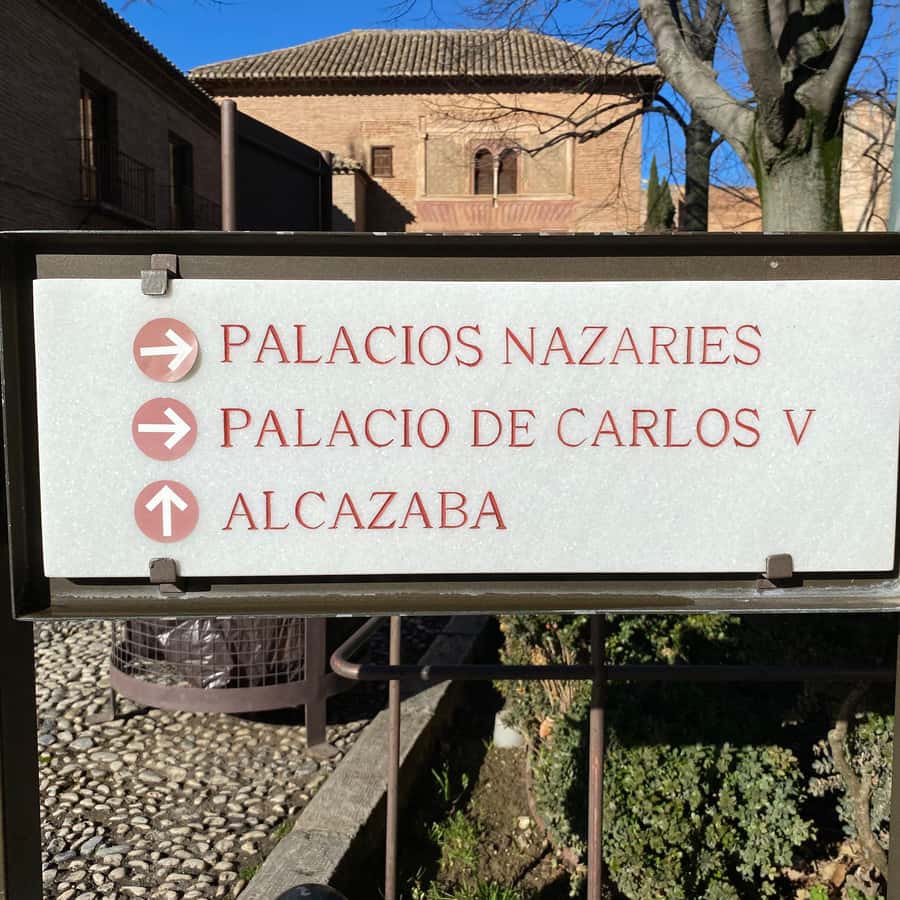 PALACIOS NAZARIES
PALACIO DE CARLOS V
ALCAZABA